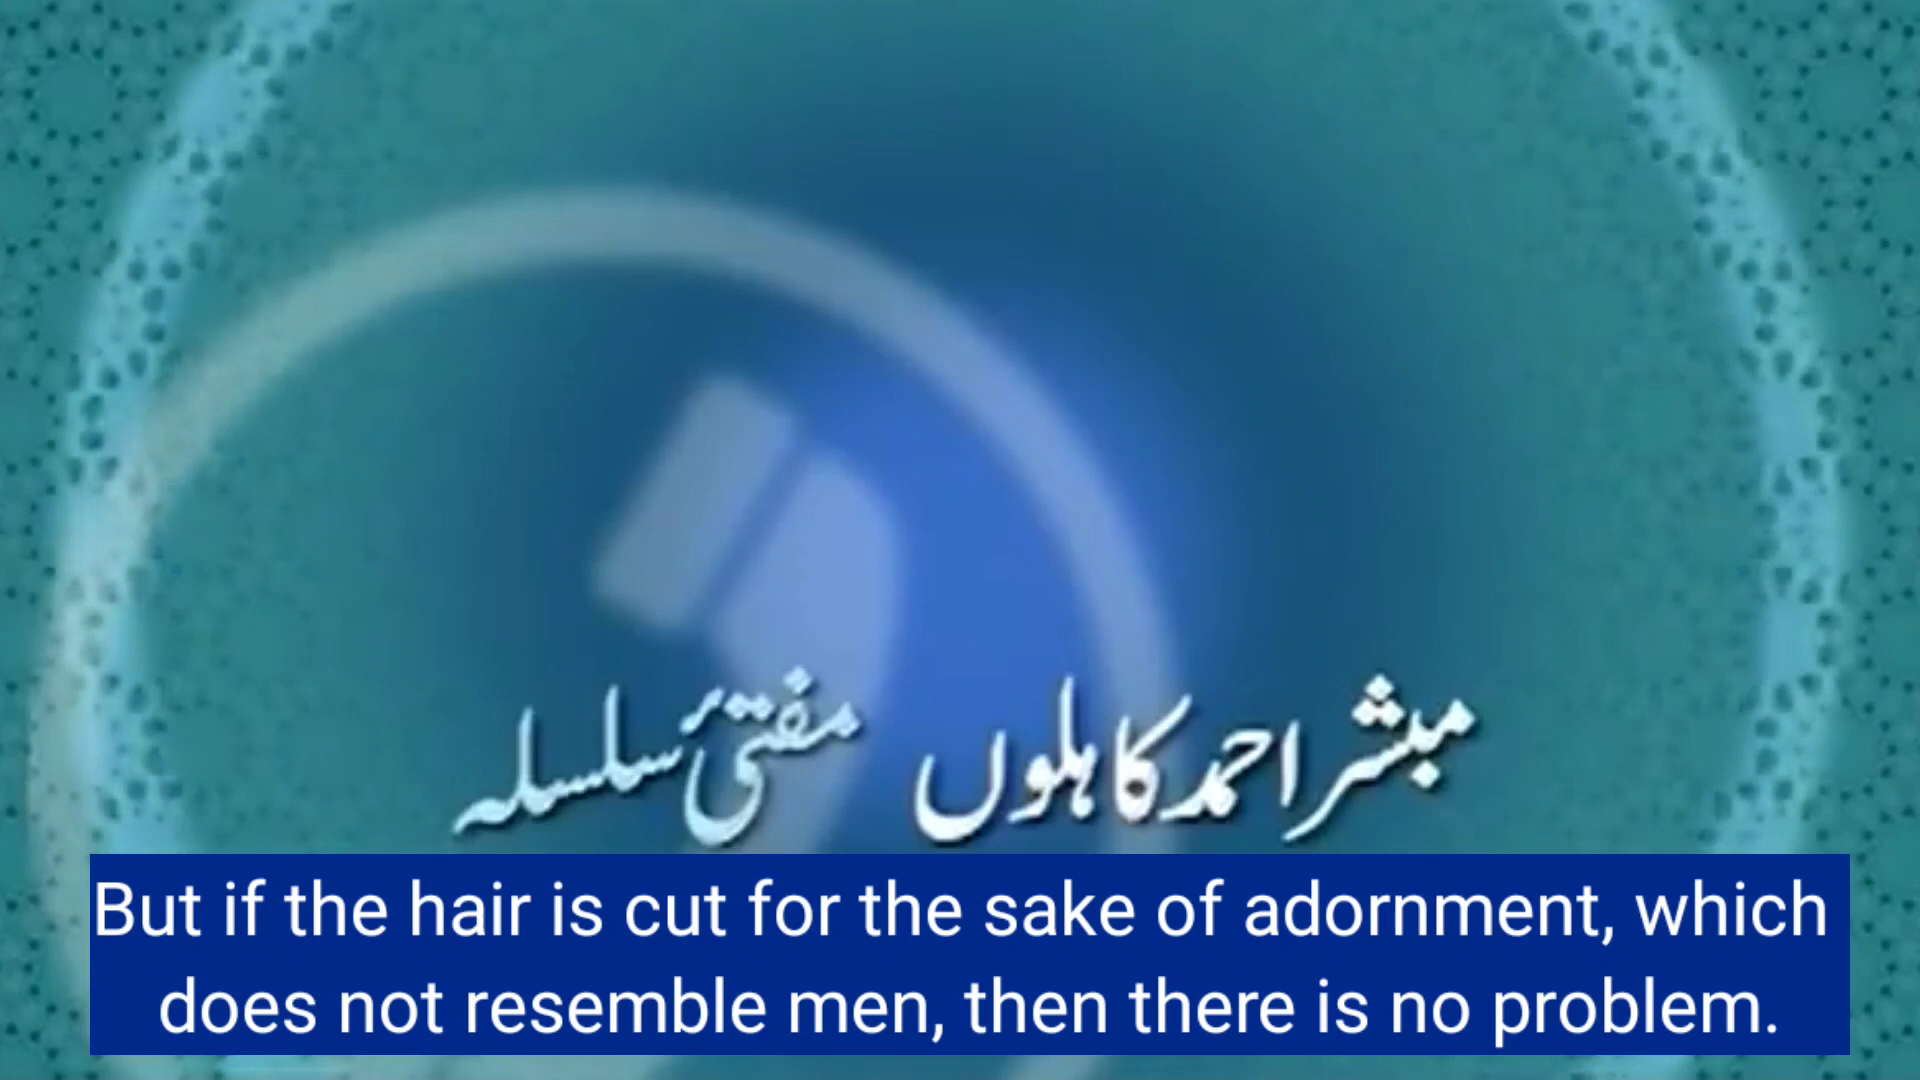 مبشر احمد کاہلوں مفتیٔ سلسلہ
But if the hair is cut for the sake of adornment, which
does not resemble men, then there is no problem.